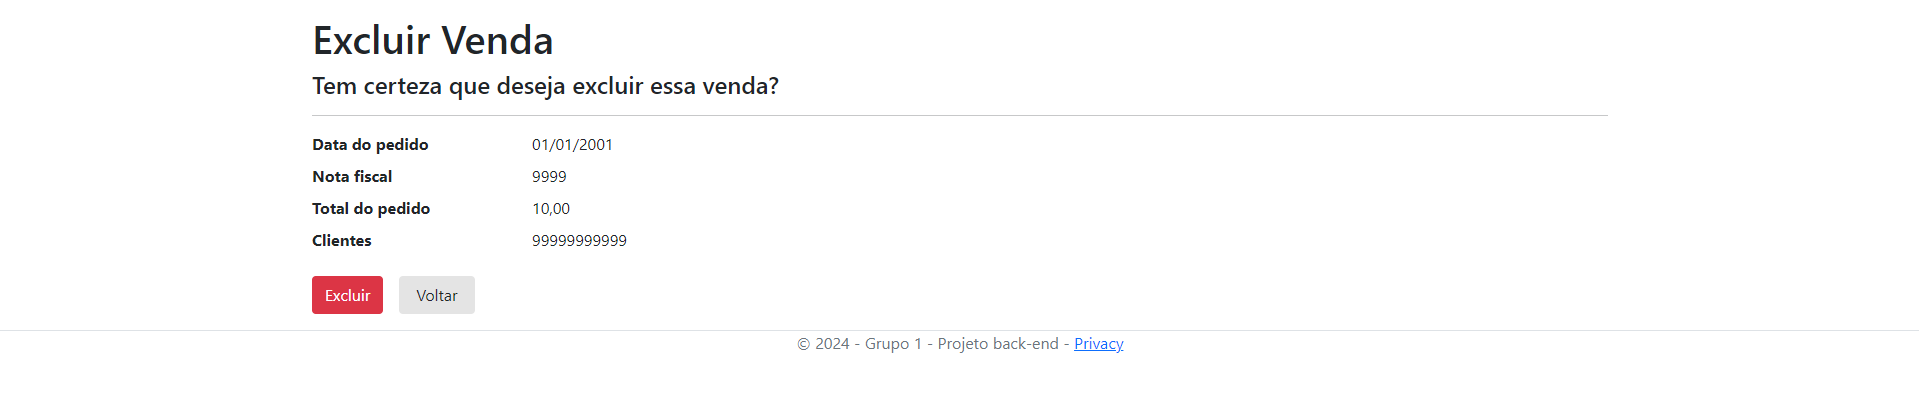 Excluir Venda
Tem certeza que deseja excluir essa venda?
Data do pedido 01/01/2001
Nota fiscal 9999
Total do pedido 10,00
Clientes 99999999999
Excluir Voltar
© 2024 - Grupo 1 - Projeto back-end - Privacy